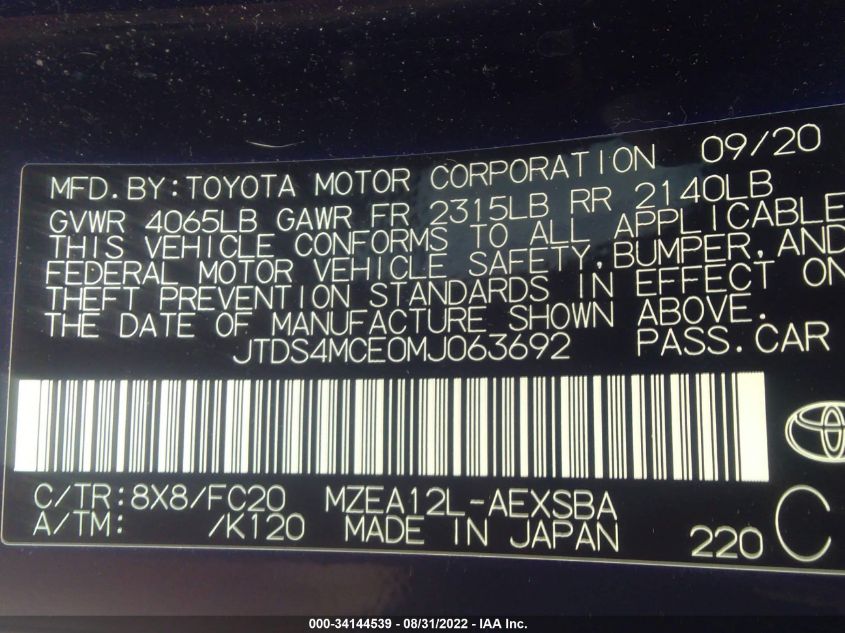 09/20
MFD.BY:TOYOTA MOTOR CORPORATION
GVWR 4065LB GAWR FR 2315LB RR 2140LB
THIS VEHICLE CONFORMS TO ALL APPLICABLE
FEDERAL MOTOR VEHICLE SAFETY,BUMPER,AND
THEFT PREVENTION STANDARDS IN EFFECT ON
THE DATE OF MANUFACTURE SHOWN ABOVE.
JTDS4MCE0MJ063692 PASS.CAR
C/TR:8X8/FC20 MZEA12L-AEXSBA
A/TM: /K120 MADE IN JAPAN 220 C
000-34144539 - 08/31/2022 - IAA Inc.